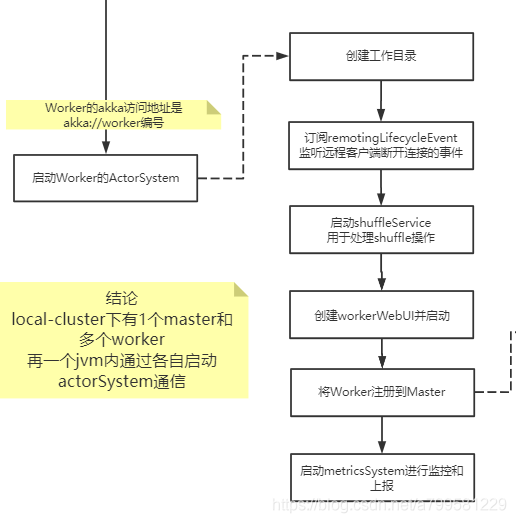 创建工作目录
Worker的akka访问地址是
akka://worker编号
订阅remotingLifecycleEvent
监听远程客户端断开连接的事件
启动Worker的ActorSystem
启动shuffleService
用于处理shuffle操作
结论
local-cluster下有1个master和
多个worker
再一个jvm内通过各自启动
actorSystem通信
创建workerWebUI并启动
将Worker注册到Master
启动metricsSystem进行监控和
上报
https://blog.csdn.net/a799581229